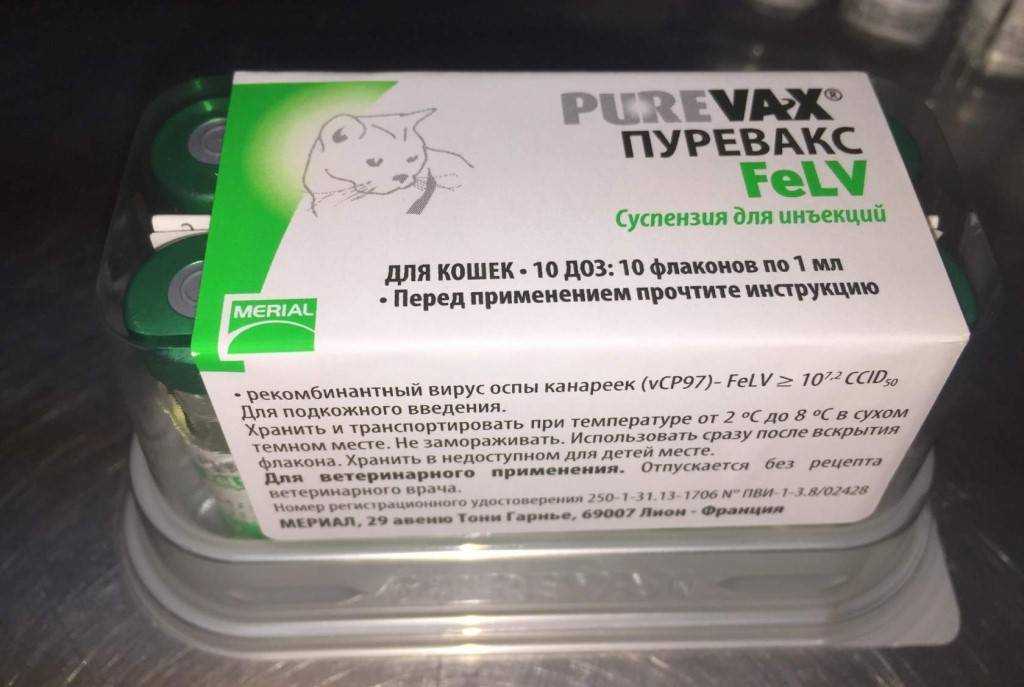 PUREVAX®
ПУРЕВАКС
FeLV
Суспензия для инъекций
ДЛЯ КОШЕК • 10 ДОЗ: 10 флаконов по 1 мл
• Перед применением прочтите инструкцию
MERIAL
• рекомбинантный вирус оспы канареек (vCP97)- FeLV ≥ 10^7,2 CCID50
Для подкожного введения.
Хранить и транспортировать при температуре от 2 ºC до 8 ºC в сухом
темном месте. Не замораживать. Использовать сразу после вскрытия
флакона. Хранить в недоступном для детей месте.
Для ветеринарного применения. Отпускается без рецепта
ветеринарного врача.
Номер регистрационного удостоверения 250-1-31.13-1706 N° ПВИ-1-3.8/02428
МЕРИАЛ, 29 авеню Тони Гарнье, 69007 Лион - Франция